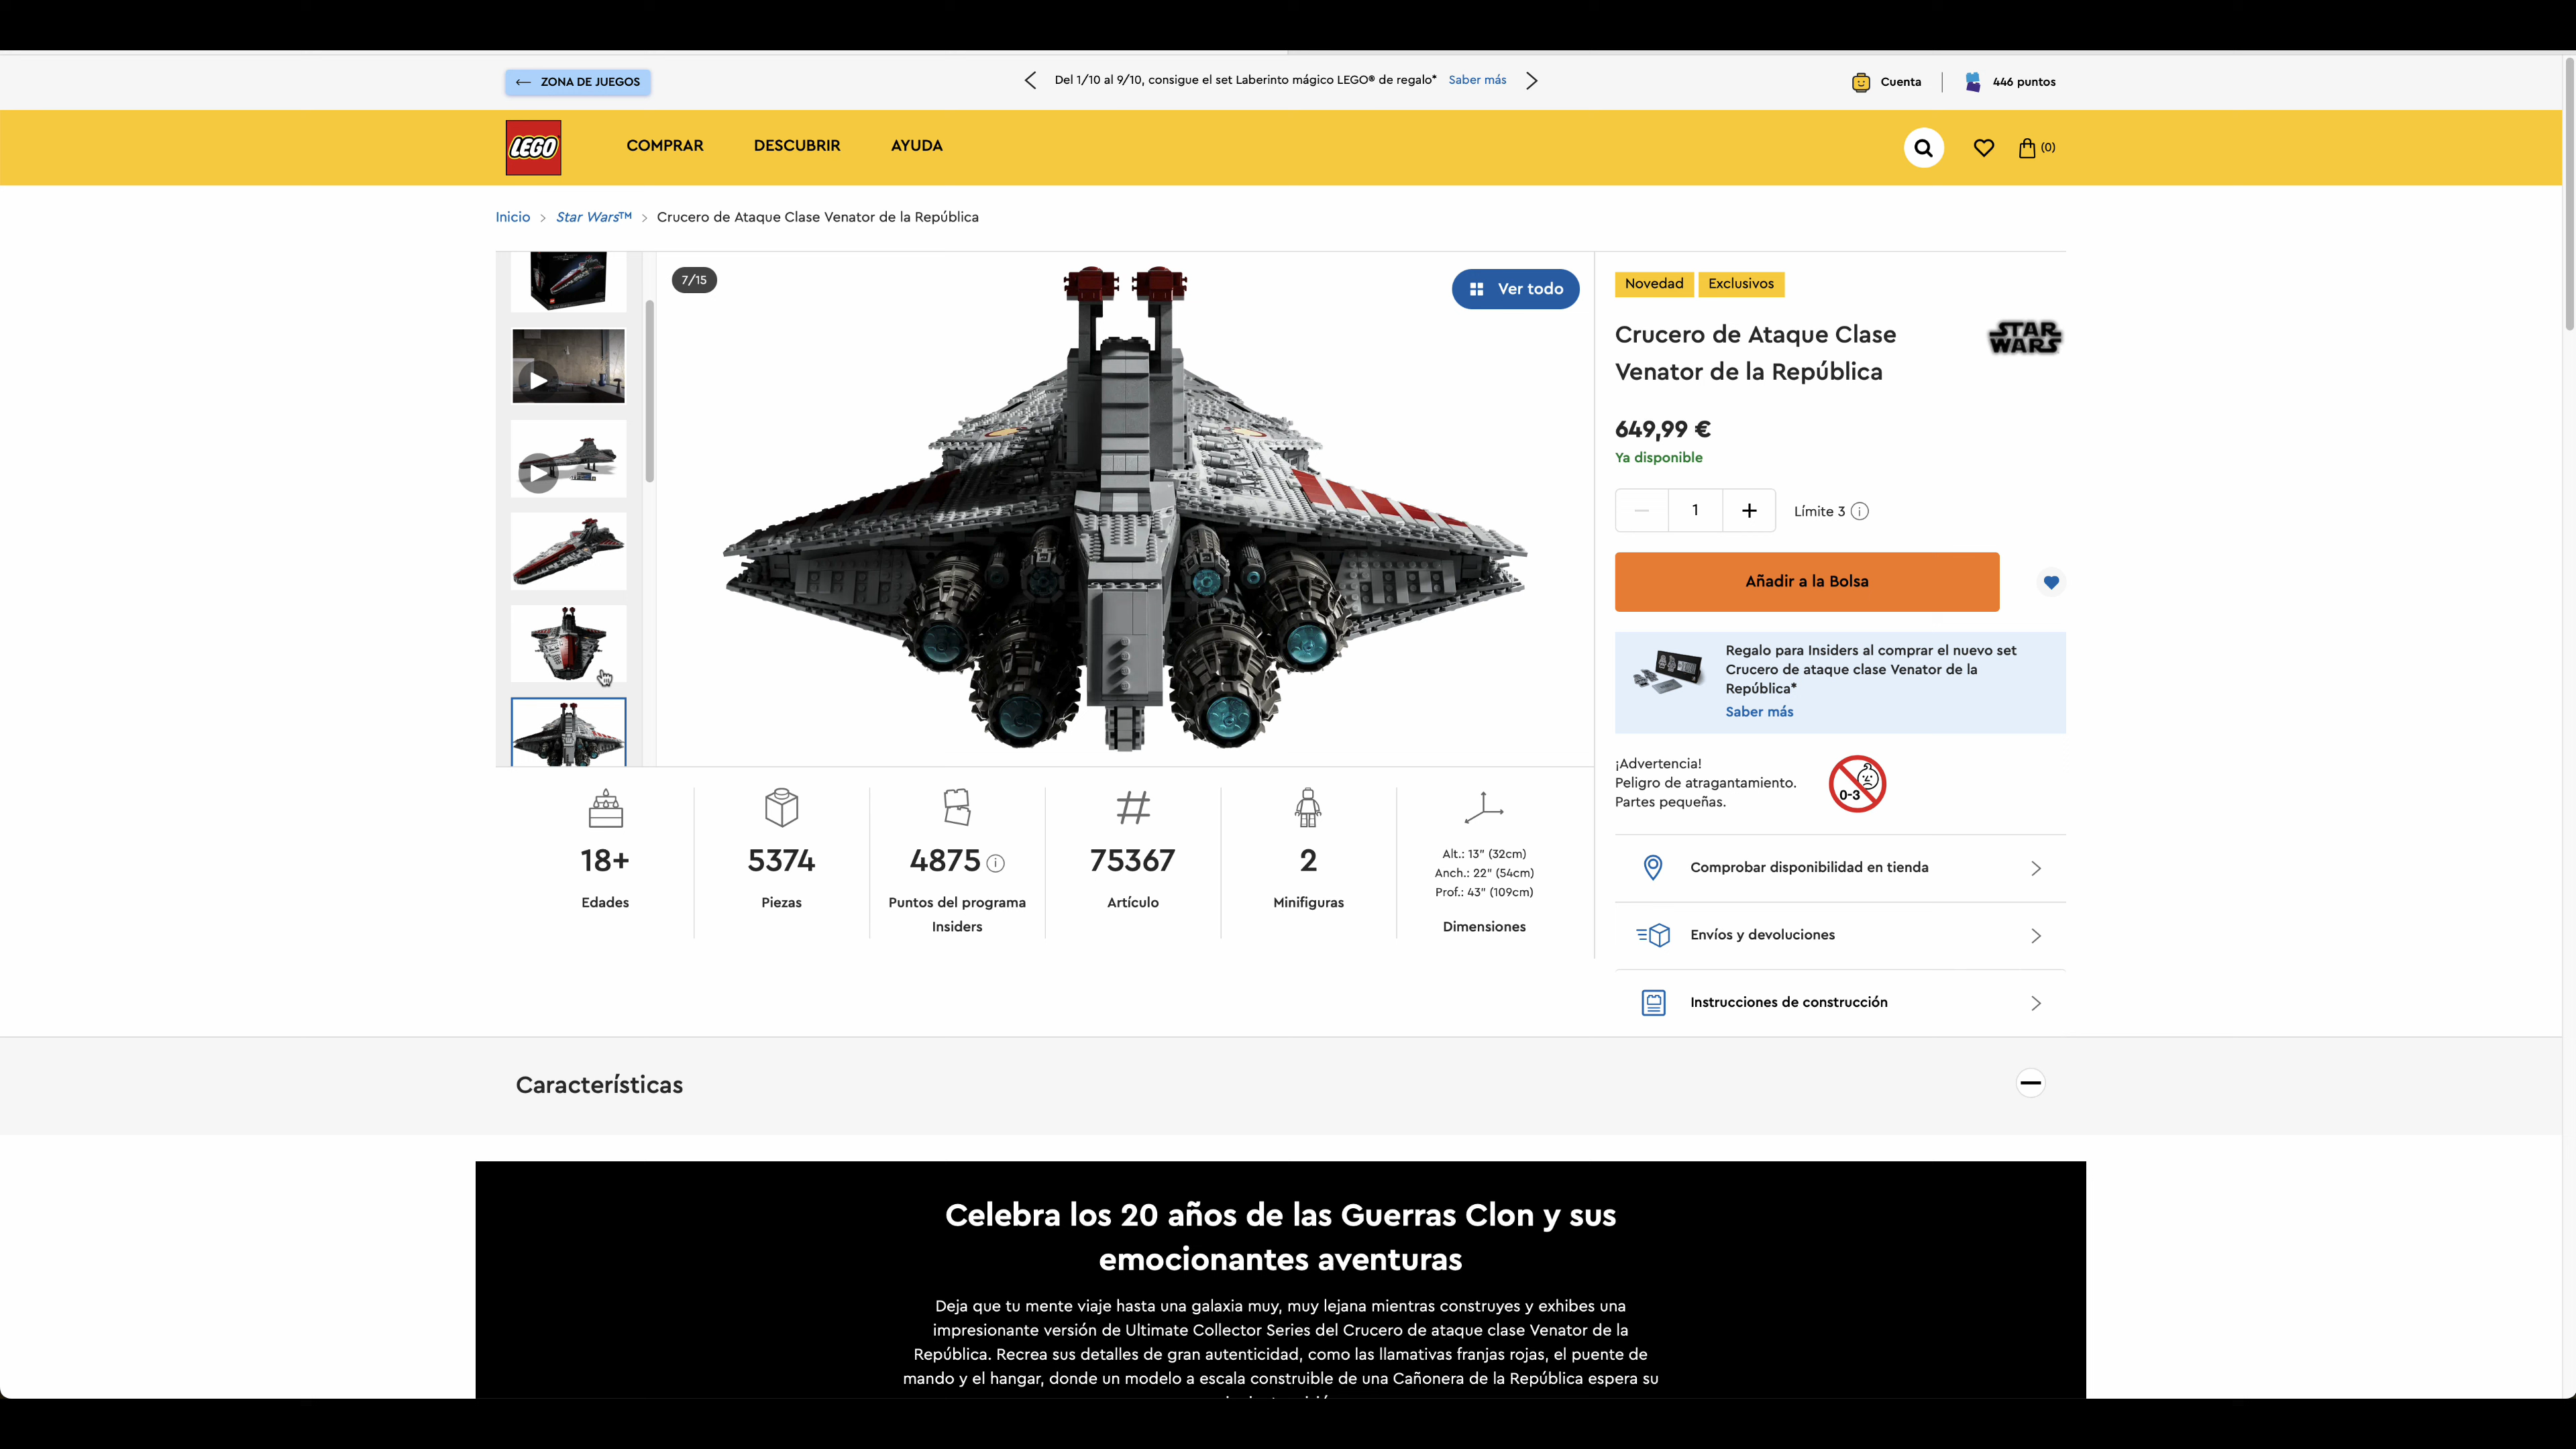 ZONA DE JUEGOS
Del 1/10 al 9/10, consigue el set Laberinto mágico LEGO® de regalo* Saber más
Cuenta
446 puntos
LEGO
COMPRAR
DESCUBRIR
AYUDA
(0)
Inicio > Star Wars™ > Crucero de Ataque Clase Venator de la República
7/15
Ver todo
Novedad
Exclusivos
Crucero de Ataque Clase
Venator de la República
STAR
WARS
649,99 €
Ya disponible
1
Límite 3
Añadir a la Bolsa
Regalo para Insiders al comprar el nuevo set
Crucero de ataque clase Venator de la
República*
Saber más
¡Advertencia!
Peligro de atragantamiento.
Partes pequeñas.
0-3
18+
Edades
5374
Piezas
4875
Puntos del programa
Insiders
75367
Artículo
2
Minifiguras
Alt.: 13" (32cm)
Anch.: 22" (54cm)
Prof.: 43" (109cm)
Dimensiones
Comprobar disponibilidad en tienda
Envíos y devoluciones
Instrucciones de construcción
Características
Celebra los 20 años de las Guerras Clon y sus
emocionantes aventuras
Deja que tu mente viaje hasta una galaxia muy, muy lejana mientras construyes y exhibes una
impresionante versión de Ultimate Collector Series del Crucero de ataque clase Venator de la
República. Recrea sus detalles de gran autenticidad, como las llamativas franjas rojas, el puente de
mando y el hangar, donde un modelo a escala construible de una Cañonera de la República espera su